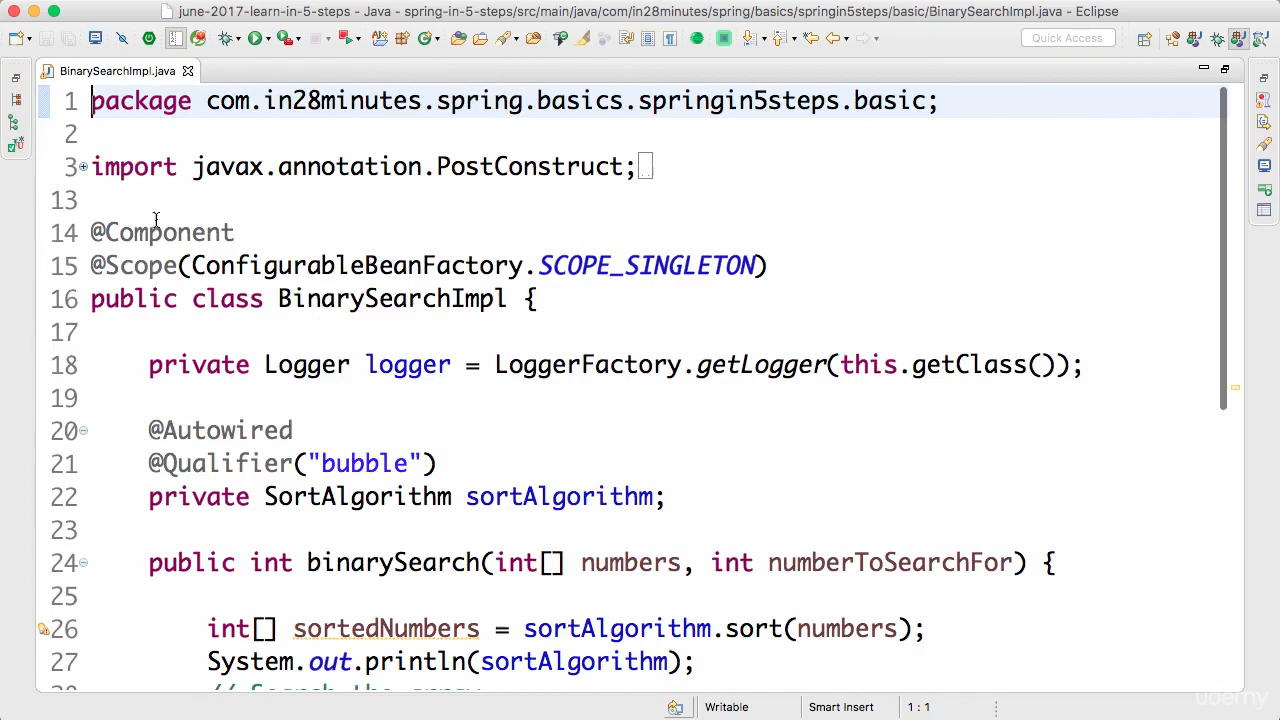 june-2017-learn-in-5-steps - Java - spring-in-5-steps/src/main/java/com/in28minutes/spring/basics/springin5steps/basic/BinarySearchImpl.java - Eclipse
Quick Access
BinarySearchImpl.java
1 package com.in28minutes.spring.basics.springin5steps.basic;
2
3 import javax.annotation.PostConstruct;
13
14 @Component
15 @Scope(ConfigurableBeanFactory.SCOPE_SINGLETON)
16 public class BinarySearchImpl {
17
18 private Logger logger = LoggerFactory.getLogger(this.getClass());
19
20 @Autowired
21 @Qualifier("bubble")
22 private SortAlgorithm sortAlgorithm;
23
24 public int binarySearch(int[] numbers, int numberToSearchFor) {
25
26 int[] sortedNumbers = sortAlgorithm.sort(numbers);
27 System.out.println(sortAlgorithm);
28 // Search the array
Writable
Smart Insert
1 : 1
udemy